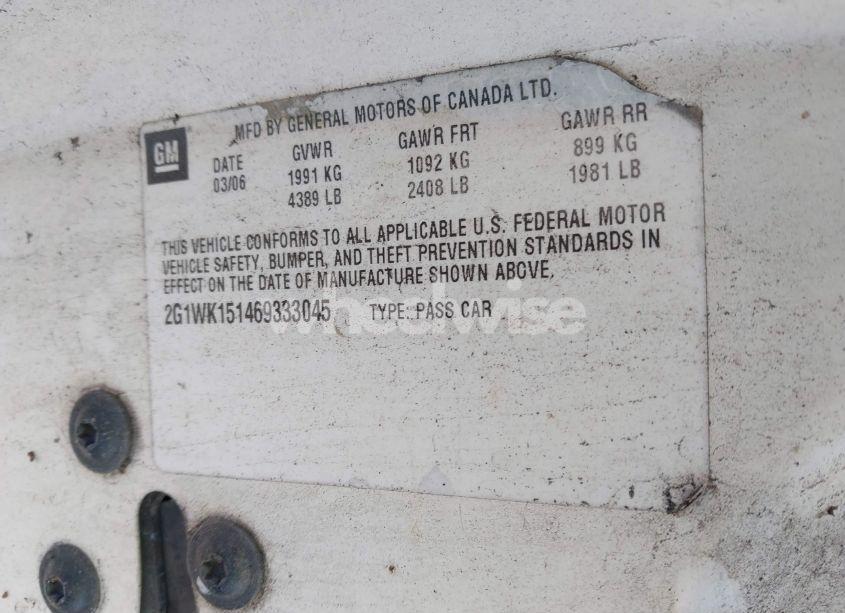 MFD BY GENERAL MOTORS OF CANADA LTD.
GM
DATE GVWR GAWR FRT GAWR RR
03/06 1991 KG 1092 KG 899 KG
4389 LB 2408 LB 1981 LB
THIS VEHICLE CONFORMS TO ALL APPLICABLE U.S. FEDERAL MOTOR
VEHICLE SAFETY, BUMPER, AND THEFT PREVENTION STANDARDS IN
EFFECT ON THE DATE OF MANUFACTURE SHOWN ABOVE.
2G1WK151469333045 TYPE: PASS CAR
wheelwise